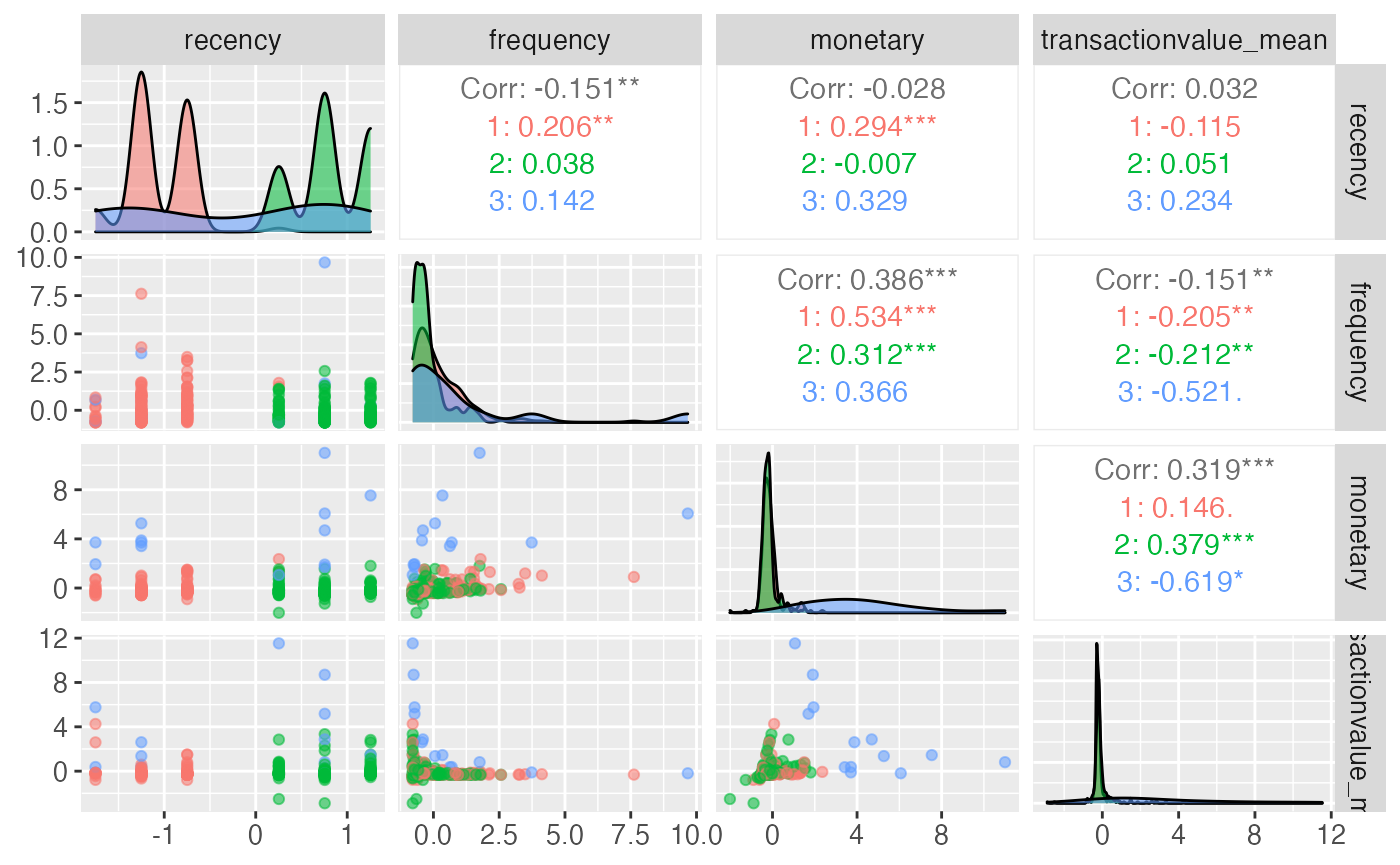 recency frequency monetary transactionvalue_mean
Corr: -0.151** Corr: -0.028 Corr: 0.032
1: 0.206** 1: 0.294*** 1: -0.115
2: 0.038 2: -0.007 2: 0.051
3: 0.142 3: 0.329 3: 0.234
1.5
1.0
0.5
0.0
recency
Corr: 0.386*** Corr: -0.151**
1: 0.534*** 1: -0.205**
2: 0.312*** 2: -0.212**
3: 0.366 3: -0.521.
10.0
7.5
5.0
2.5
0.0
frequency
Corr: 0.319***
1: 0.146.
2: 0.379***
3: -0.619*
8
4
0
monetary
12
8
4
0
sactionvalue_m
-1 0 1 0.0 2.5 5.0 7.5 10.0 0 4 8 0 4 8 12